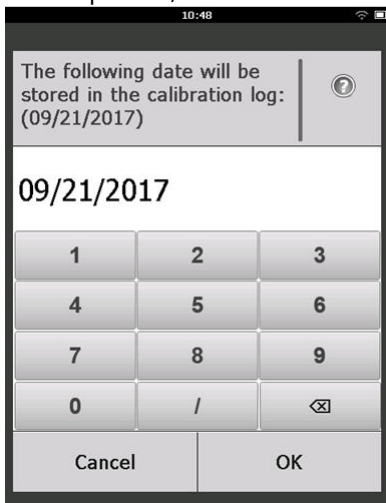 10:48
The following date will be
stored in the calibration log:
(09/21/2017)
?
09/21/2017
1 2 3
4 5 6
7 8 9
0 /
Cancel OK